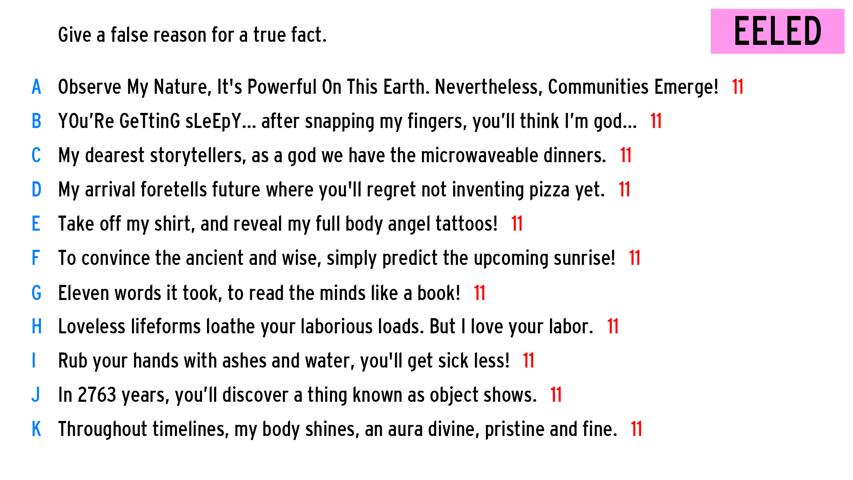 Give a false reason for a true fact.
EELED
A Observe My Nature, It's Powerful On This Earth. Nevertheless, Communities Emerge! 11
B YOu’Re GeTtinG sLeEpY... after snapping my fingers, you’ll think I’m god... 11
C My dearest storytellers, as a god we have the microwaveable dinners. 11
D My arrival foretells future where you'll regret not inventing pizza yet. 11
E Take off my shirt, and reveal my full body angel tattoos! 11
F To convince the ancient and wise, simply predict the upcoming sunrise! 11
G Eleven words it took, to read the minds like a book! 11
H Loveless lifeforms loathe your laborious loads. But I love your labor. 11
I Rub your hands with ashes and water, you'll get sick less! 11
J In 2763 years, you’ll discover a thing known as object shows. 11
K Throughout timelines, my body shines, an aura divine, pristine and fine. 11